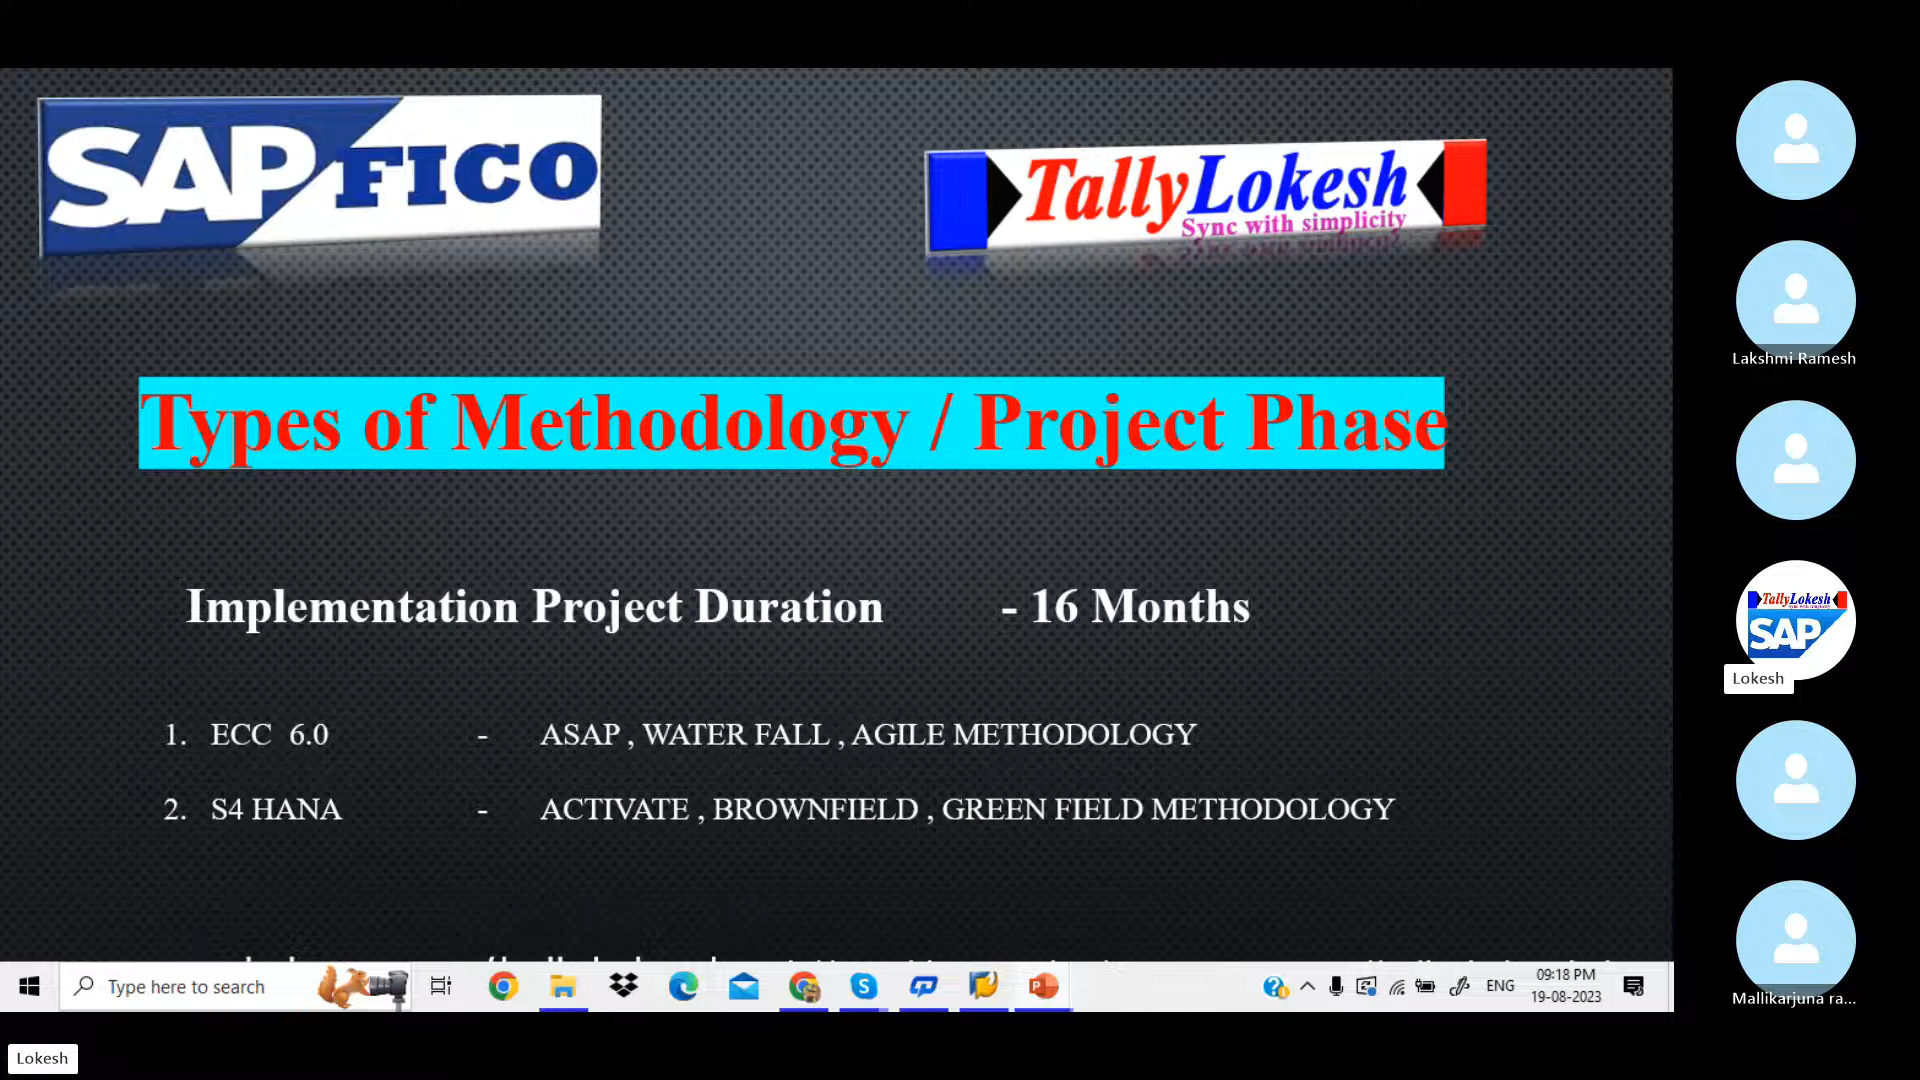 SAP FICO
TallyLokesh
Sync with simplicity
Types of Methodology / Project Phase
Implementation Project Duration - 16 Months
1. ECC 6.0 - ASAP , WATER FALL , AGILE METHODOLOGY
2. S4 HANA - ACTIVATE , BROWNFIELD , GREEN FIELD METHODOLOGY
Type here to search
ENG
09:18 PM
19-08-2023
Lakshmi Ramesh
TallyLokesh
SAP
Lokesh
Mallikarjuna ra...
Lokesh